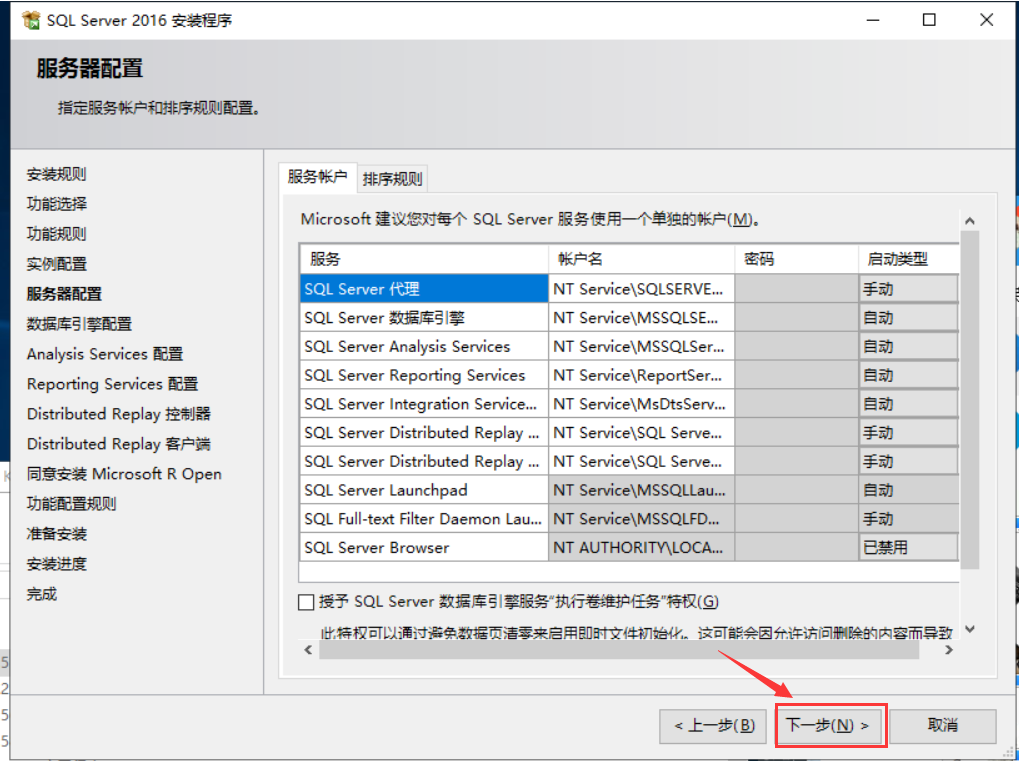 SQL Server 2016 安装程序
服务器配置
指定服务帐户和排序规则配置。
安装规则
功能选择
功能规则
实例配置
服务器配置
数据库引擎配置
Analysis Services 配置
Reporting Services 配置
Distributed Replay 控制器
Distributed Replay 客户端
同意安装 Microsoft R Open
功能配置规则
准备安装
安装进度
完成
服务帐户 排序规则
Microsoft 建议您对每个 SQL Server 服务使用一个单独的帐户(M)。
服务 帐户名 密码 启动类型
SQL Server 代理 NT Service\SQLSERVE... 手动
SQL Server 数据库引擎 NT Service\MSSQLSE... 自动
SQL Server Analysis Services NT Service\MSSQLSer... 自动
SQL Server Reporting Services NT Service\ReportSer... 自动
SQL Server Integration Service... NT Service\MsDtsServ... 自动
SQL Server Distributed Replay ... NT Service\SQL Serve... 手动
SQL Server Distributed Replay ... NT Service\SQL Serve... 手动
SQL Server Launchpad NT Service\MSSQLLau... 自动
SQL Full-text Filter Daemon Lau... NT Service\MSSQLFD... 手动
SQL Server Browser NT AUTHORITY\LOCA... 已禁用
授予 SQL Server 数据库引擎服务“执行卷维护任务”特权(G)
此特权可以通过避免数据页清零来启用即时文件初始化。这可能会因允许访问删除的内容而导致
< 上一步(B) 下一步(N) > 取消